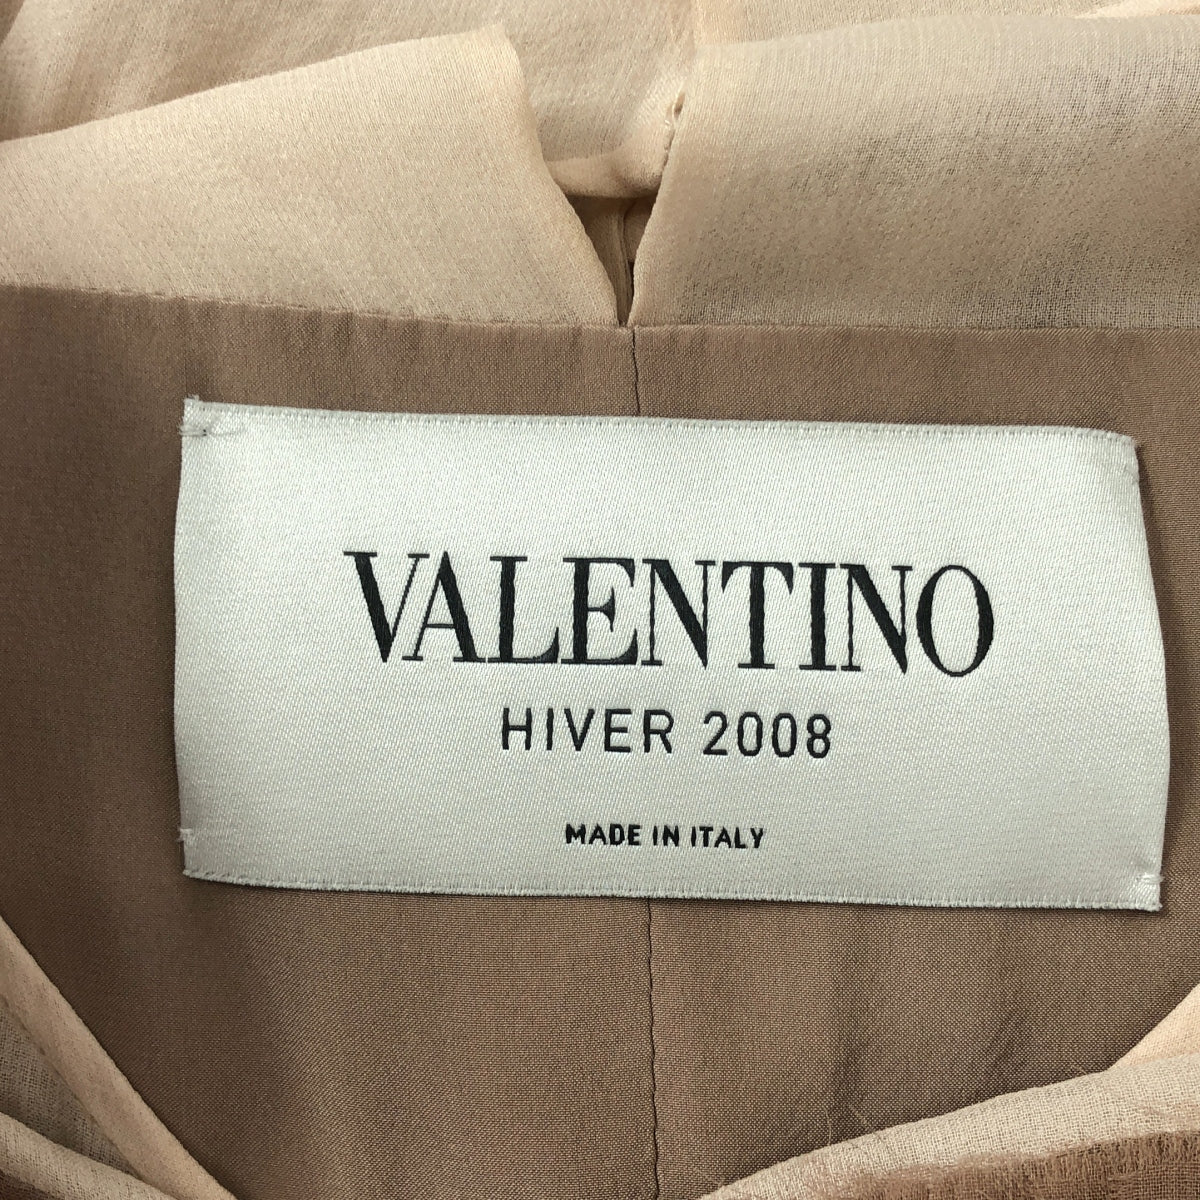 VALENTINO
HIVER 2008
MADE IN ITALY